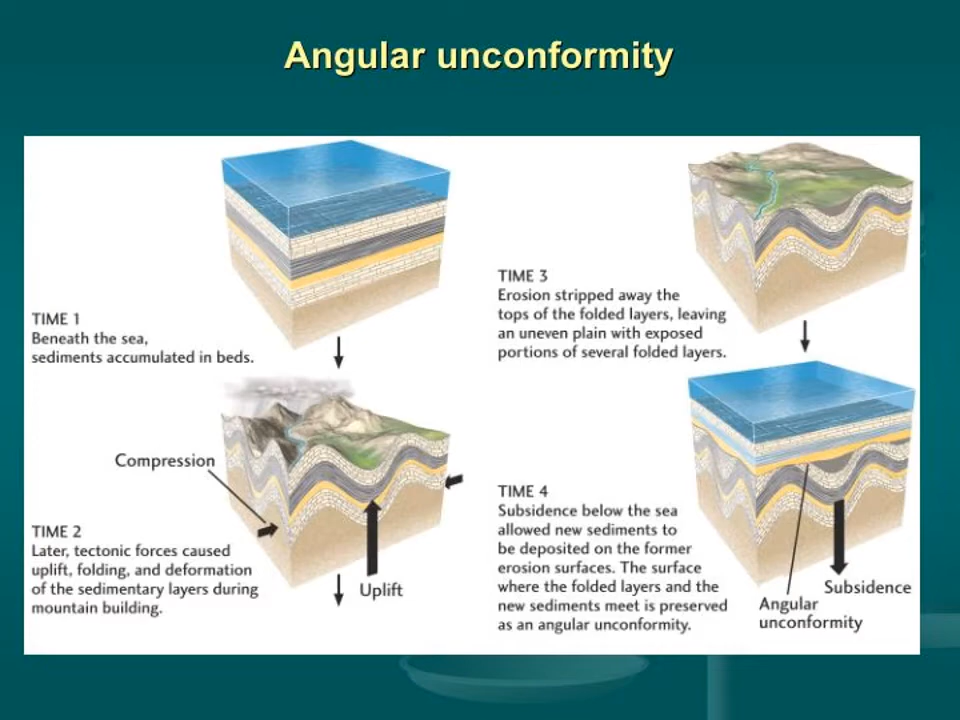 Angular unconformity
TIME 1
Beneath the sea,
sediments accumulated in beds.
Compression
TIME 2
Later, tectonic forces caused
uplift, folding, and deformation
of the sedimentary layers during
mountain building.
Uplift
TIME 3
Erosion stripped away the
tops of the folded layers, leaving
an uneven plain with exposed
portions of several folded layers.
TIME 4
Subsidence below the sea
allowed new sediments to
be deposited on the former
erosion surfaces. The surface
where the folded layers and the
new sediments meet is preserved
as an angular unconformity.
Subsidence
Angular
unconformity